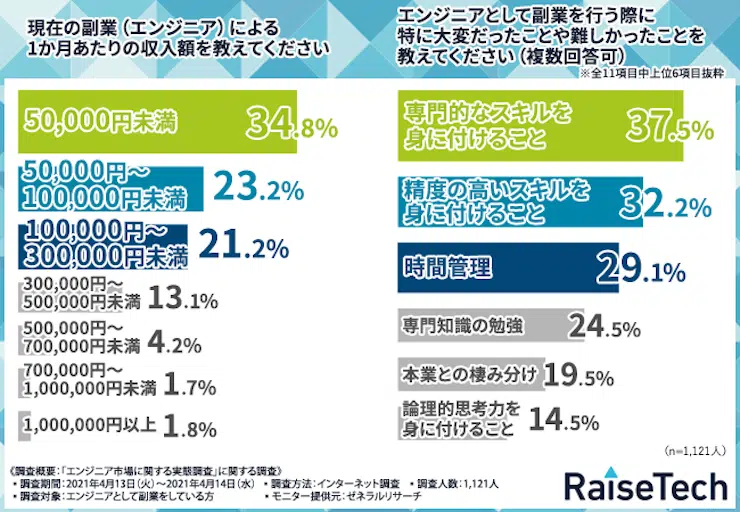 現在の副業(エンジニア)による
1か月あたりの収入額を教えてください
50,000円未満 34.8%
50,000円〜
100,000円未満 23.2%
100,000円〜
300,000円未満 21.2%
300,000円〜
500,000円未満 13.1%
500,000円〜
700,000円未満 4.2%
700,000円〜
1,000,000円未満 1.7%
1,000,000円以上 1.8%
エンジニアとして副業を行う際に
特に大変だったことや難しかったことを
教えてください(複数回答可)
※全11項目中上位6項目抜粋
専門的なスキルを
身に付けること 37.5%
精度の高いスキルを
身に付けること 32.2%
時間管理 29.1%
専門知識の勉強 24.5%
本業との棲み分け 19.5%
論理的思考力を
身に付けること 14.5%
(n=1,121人)
《調査概要:「エンジニア市場に関する実態調査」に関する調査》
・調査期間:2021年4月13日(火)〜2021年4月14日(水) ・調査方法:インターネット調査 ・調査人数:1,121人
・調査対象:エンジニアとして副業をしている方 ・モニター提供元:ゼネラルリサーチ
RaiseTech